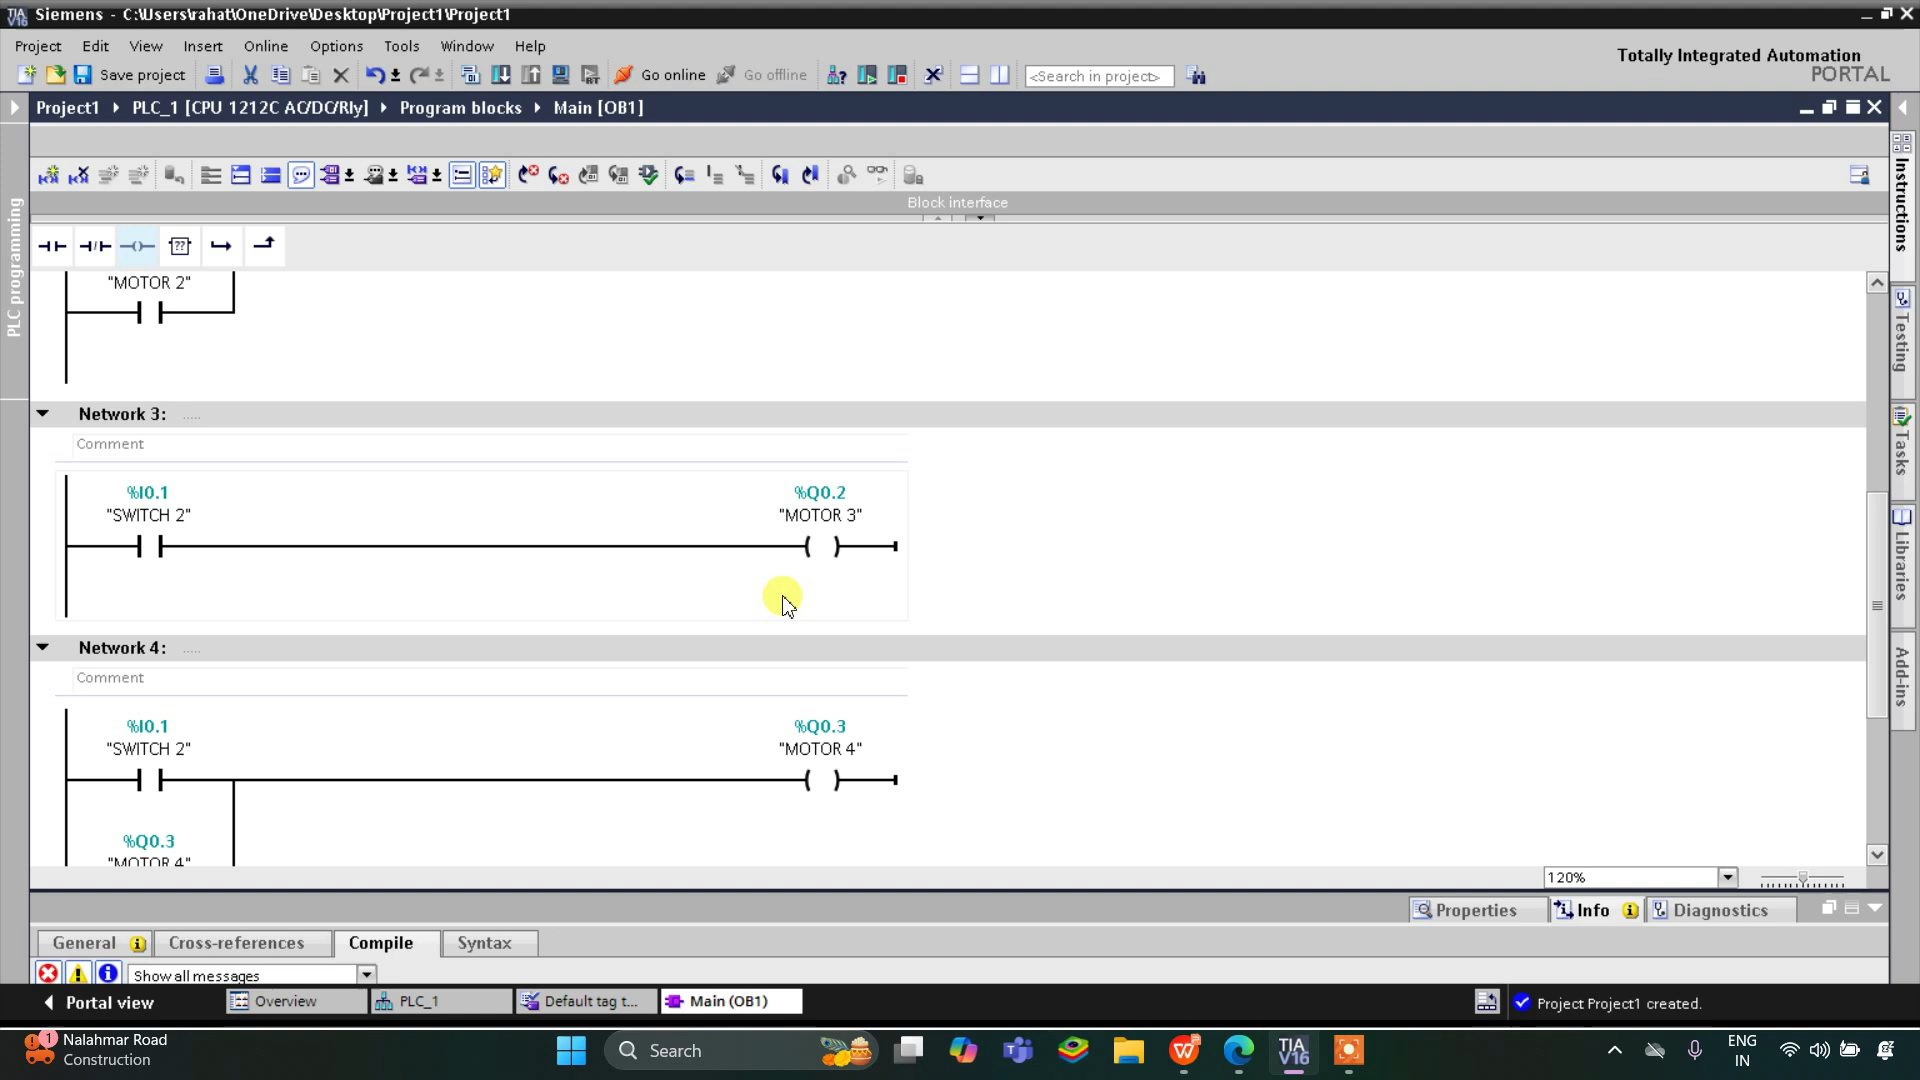 Siemens - C:\Users\rahat\OneDrive\Desktop\Project1\Project1
Project Edit View Insert Online Options Tools Window Help
Totally Integrated Automation
PORTAL
Save project
Go online
Go offline
<Search in project>
Project1 ▸ PLC_1 [CPU 1212C AC/DC/Rly] ▸ Program blocks ▸ Main [OB1]
PLC programming
Block interface
??
"MOTOR 2"
Network 3: .....
Comment
%I0.1
"SWITCH 2"
%Q0.2
"MOTOR 3"
Network 4: .....
Comment
%I0.1
"SWITCH 2"
%Q0.3
"MOTOR 4"
%Q0.3
"MOTOR 4"
120%
Instructions
Testing
Tasks
Libraries
Add-ins
Properties
Info
Diagnostics
General
Cross-references
Compile
Syntax
Show all messages
Portal view
Overview
PLC_1
Default tag t...
Main (OB1)
Project Project1 created.
1
Nalahmar Road
Construction
Search
TIA
V16
ENG
IN